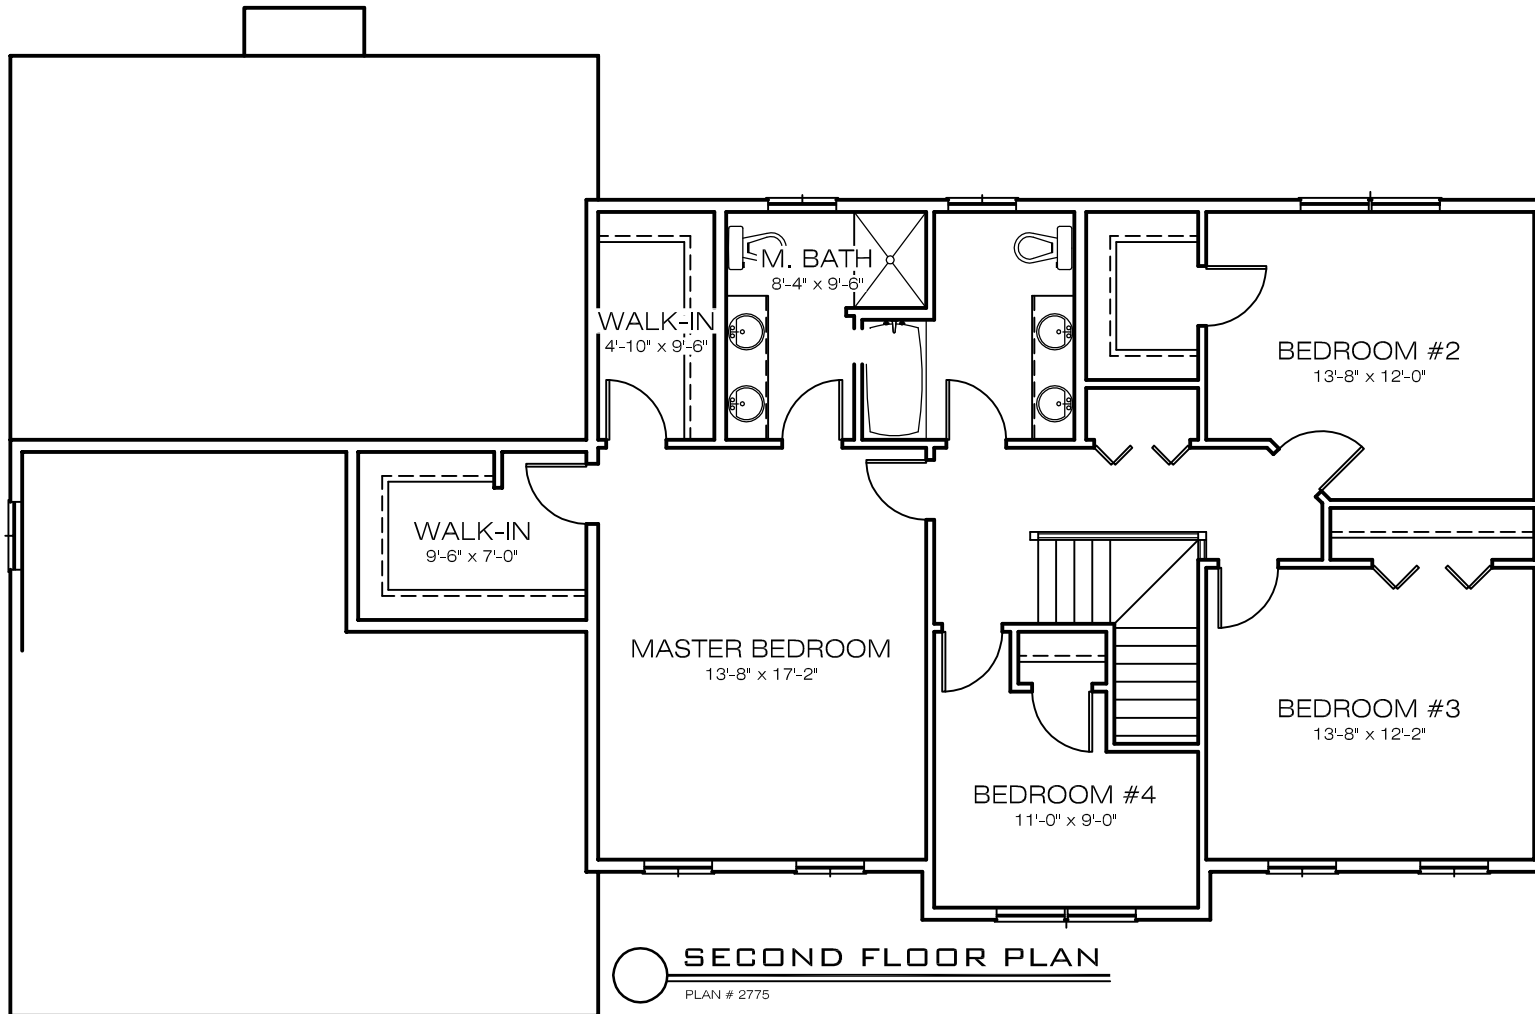 M. BATH
8'-4" x 9'-6"
WALK-IN
4'-10" x 9'-6"
BEDROOM #2
13'-8" x 12'-0"
WALK-IN
9'-6" x 7'-0"
MASTER BEDROOM
13'-8" x 17'-2"
BEDROOM #3
13'-8" x 12'-2"
BEDROOM #4
11'-0" x 9'-0"
SECOND FLOOR PLAN
PLAN # 2775